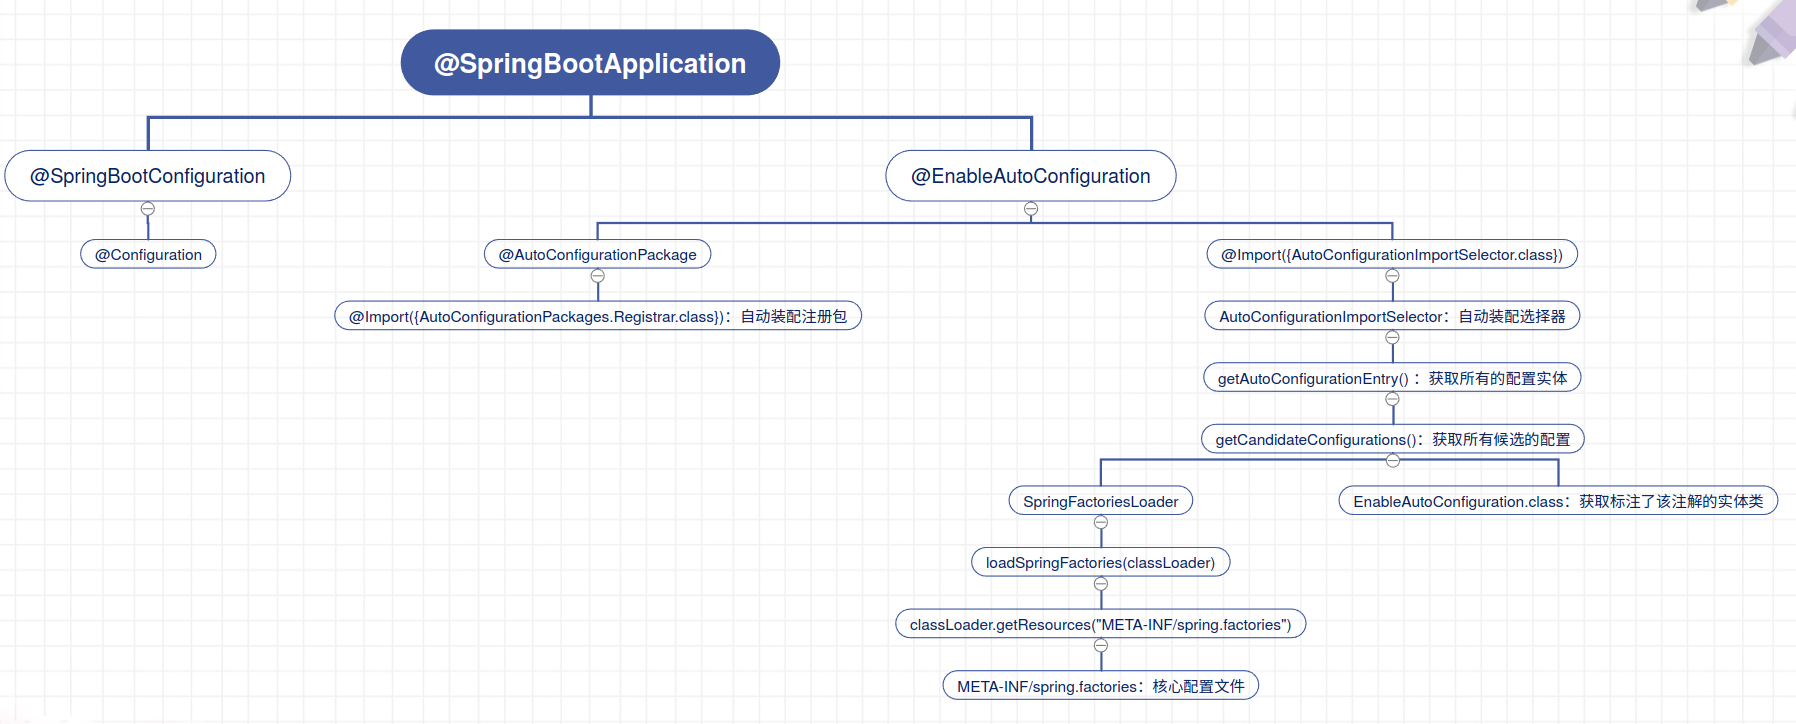 @SpringBootApplication
@SpringBootConfiguration
@EnableAutoConfiguration
@Configuration
@AutoConfigurationPackage
@Import({AutoConfigurationImportSelector.class})
@Import({AutoConfigurationPackages.Registrar.class})：自动装配注册包
AutoConfigurationImportSelector：自动装配选择器
getAutoConfigurationEntry() ：获取所有的配置实体
getCandidateConfigurations()：获取所有候选的配置
SpringFactoriesLoader
EnableAutoConfiguration.class：获取标注了该注解的实体类
loadSpringFactories(classLoader)
classLoader.getResources("META-INF/spring.factories")
META-INF/spring.factories：核心配置文件